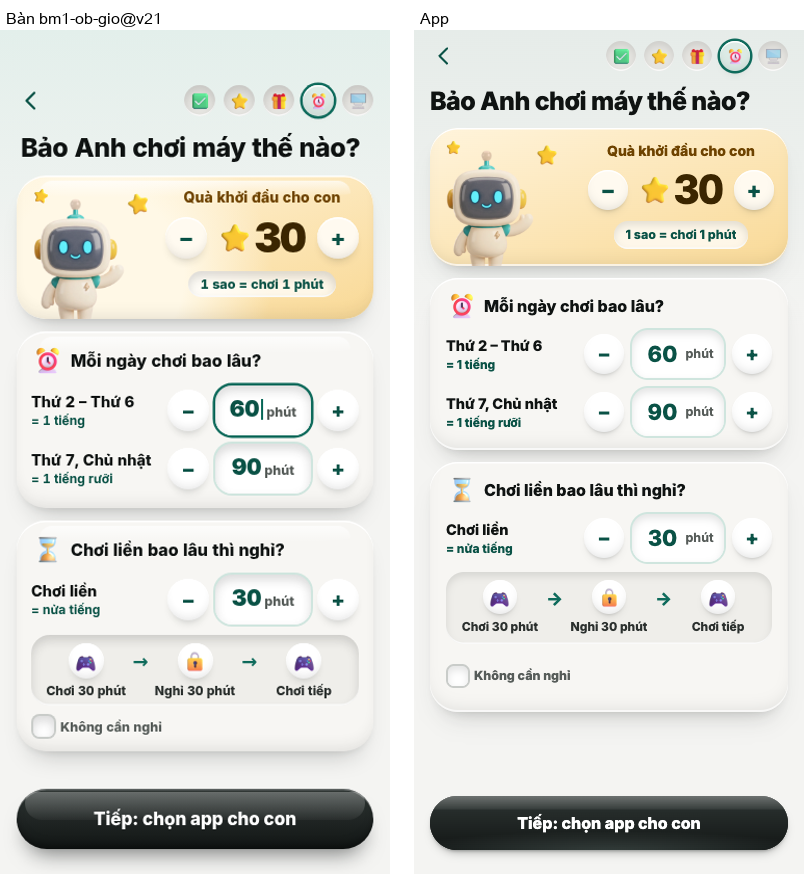 Bản bm1-ob-gio@v21
Bảo Anh chơi máy thế nào?
Quà khởi đầu cho con
− 30 +
1 sao = chơi 1 phút
Mỗi ngày chơi bao lâu?
Thứ 2 – Thứ 6
= 1 tiếng
− 60 phút +
Thứ 7, Chủ nhật
= 1 tiếng rưỡi
− 90 phút +
Chơi liền bao lâu thì nghỉ?
Chơi liền
= nửa tiếng
− 30 phút +
Chơi 30 phút → Nghỉ 30 phút → Chơi tiếp
Không cần nghỉ
Tiếp: chọn app cho con
App
Bảo Anh chơi máy thế nào?
Quà khởi đầu cho con
− 30 +
1 sao = chơi 1 phút
Mỗi ngày chơi bao lâu?
Thứ 2 – Thứ 6
= 1 tiếng
− 60 phút +
Thứ 7, Chủ nhật
= 1 tiếng rưỡi
− 90 phút +
Chơi liền bao lâu thì nghỉ?
Chơi liền
= nửa tiếng
− 30 phút +
Chơi 30 phút → Nghỉ 30 phút → Chơi tiếp
Không cần nghỉ
Tiếp: chọn app cho con